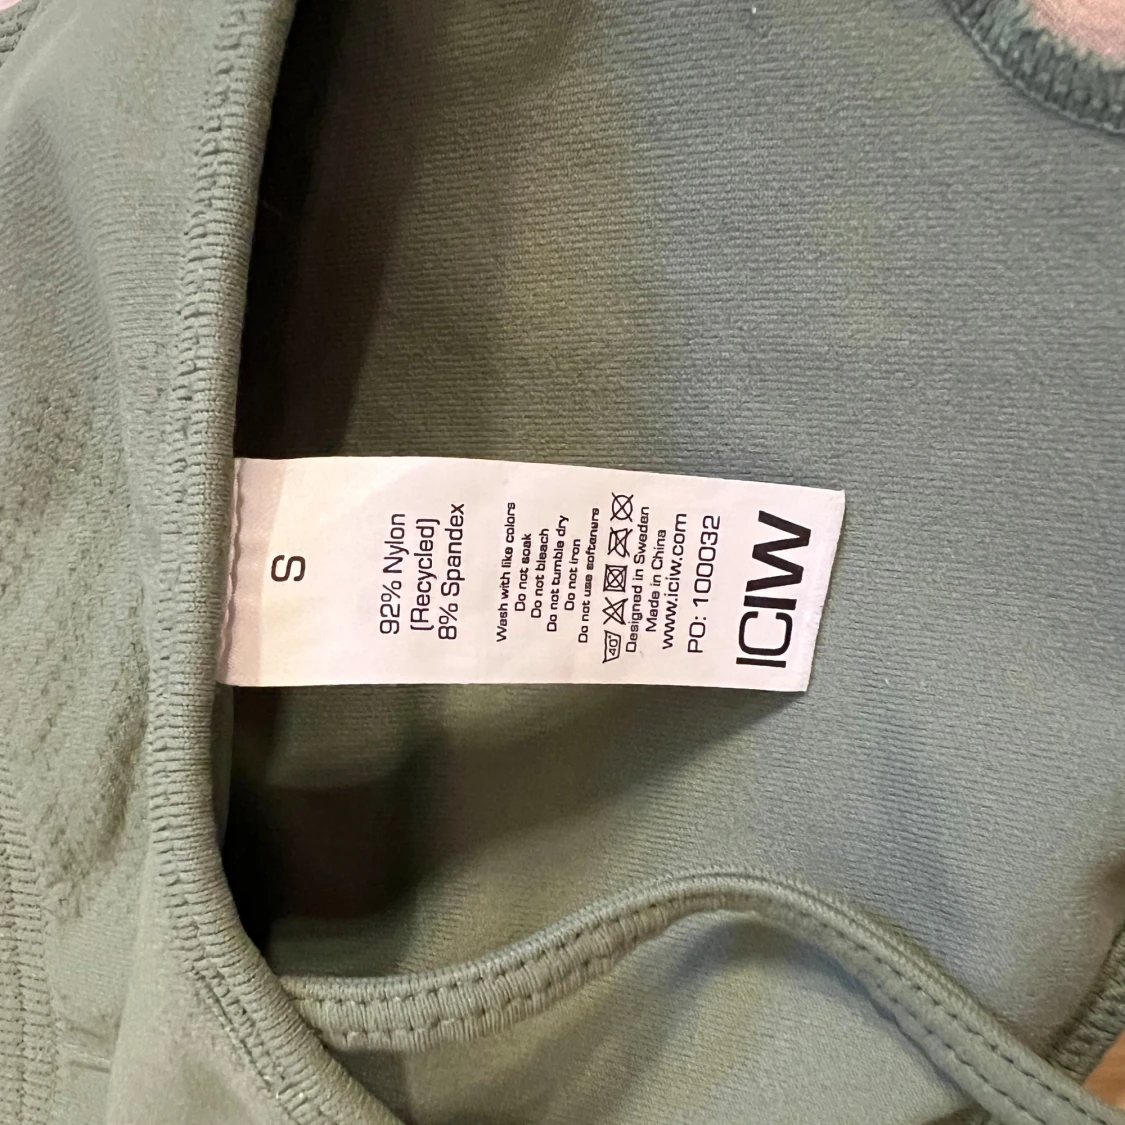 S
92% Nylon
[Recycled]
8% Spandex
Wash with like colors
Do not soak
Do not bleach
Do not tumble dry
Do not iron
Do not use softeners
40°
Designed in Sweden
Made in China
www.iciw.com
PO: 100032
ICIW